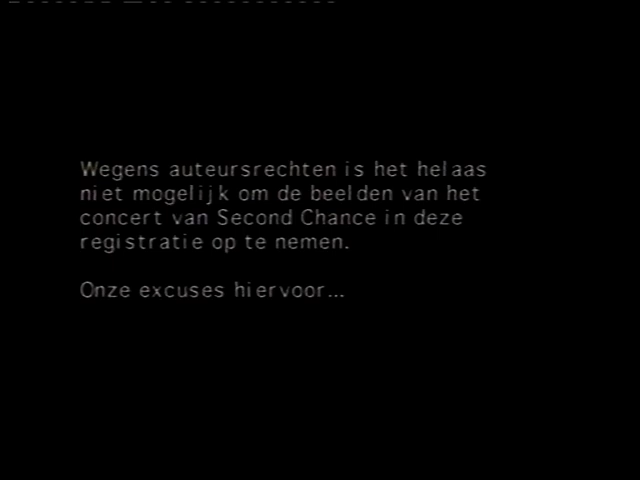 Wegens auteursrechten is het helaas
niet mogelijk om de beelden van het
concert van Second Chance in deze
registratie op te nemen.
Onze excuses hiervoor...